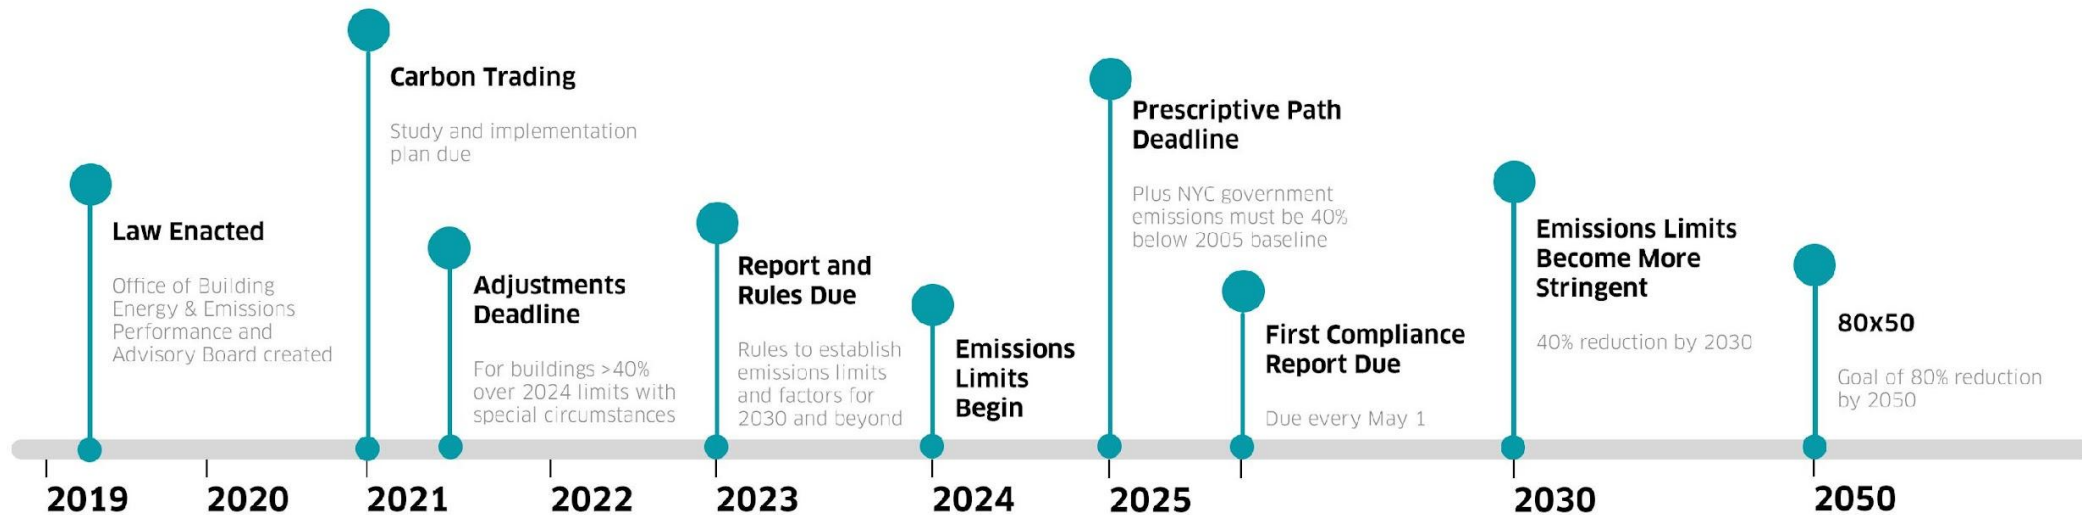 Carbon Trading
Study and implementation
plan due
Prescriptive Path
Deadline
Plus NYC government
emissions must be 40%
below 2005 baseline
Law Enacted
Office of Building
Energy & Emissions
Performance and
Advisory Board created
Adjustments
Deadline
For buildings >40%
over 2024 limits with
special circumstances
Report and
Rules Due
Rules to establish
emissions limits
and factors for
2030 and beyond
Emissions
Limits
Begin
First Compliance
Report Due
Due every May 1
Emissions Limits
Become More
Stringent
40% reduction by 2030
80x50
Goal of 80% reduction
by 2050
2019 2020 2021 2022 2023 2024 2025 2030 2050